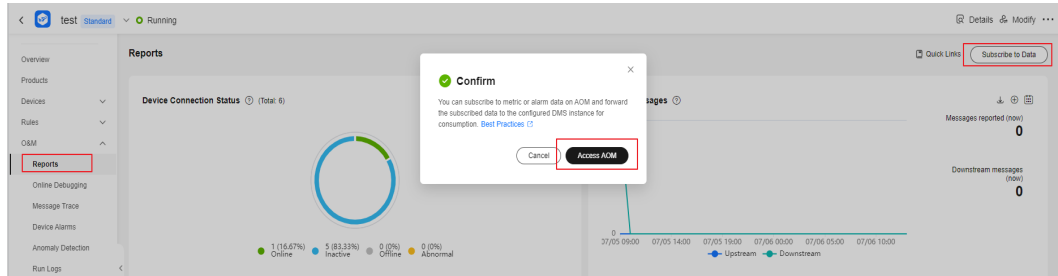 test Standard Running
Details Modify
Overview
Products
Devices
Rules
O&M
Reports
Online Debugging
Message Trace
Device Alarms
Anomaly Detection
Run Logs
Reports
Quick Links
Subscribe to Data
Device Connection Status (Total: 6)
1 (16.67%)
Online
5 (83.33%)
Inactive
0 (0%)
Offline
0 (0%)
Abnormal
Confirm
You can subscribe to metric or alarm data on AOM and forward
the subscribed data to the configured DMS instance for
consumption. Best Practices
Cancel
Access AOM
Messages reported (now)
0
Downstream messages
(now)
0
0
07/05 14:00 07/05 19:00 07/06 00:00 07/06 05:00 07/06 10:00
Upstream Downstream